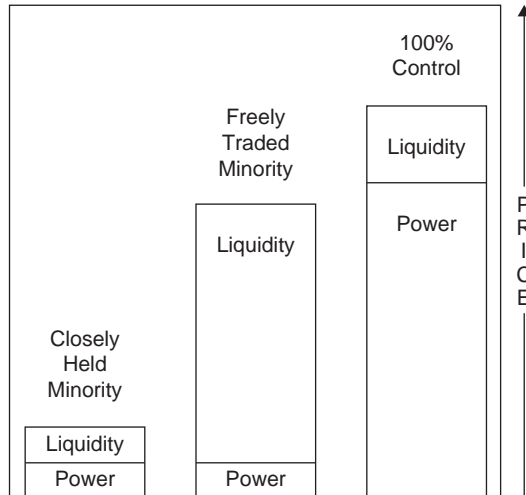 100%
Control
Freely
Traded
Minority
Liquidity
Power
Liquidity
Closely
Held
Minority
Liquidity
Power
Power
P
R
I
C
E